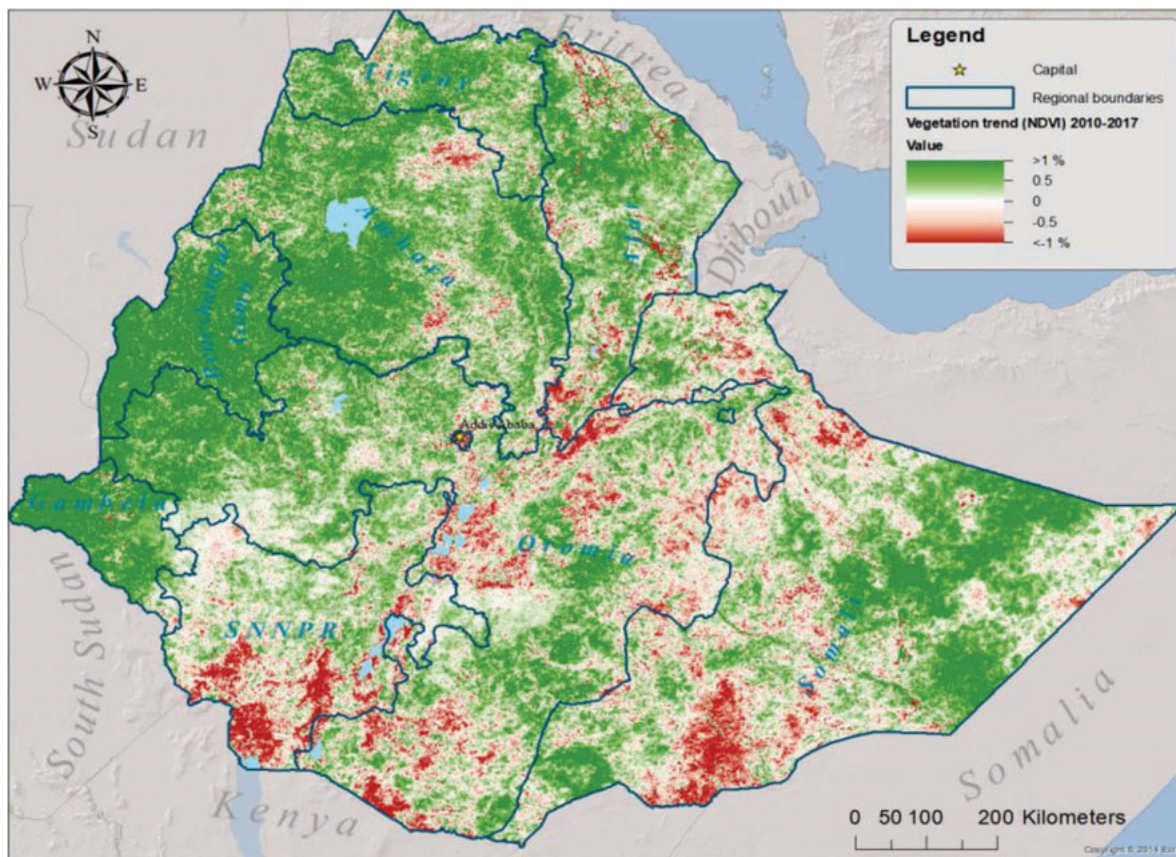 Legend
Capital
Regional boundaries
Vegetation trend (NDVI) 2010-2017
Value
>1 %
0.5
0
-0.5
<-1 %
N
W E
S
Sudan
Eritrea
Tigray
Amhara
Afar
Djibouti
Addis Ababa
Gambela
Oromia
SNNPR
Somali
South Sudan
Kenya
Somalia
0 50 100 200 Kilometers